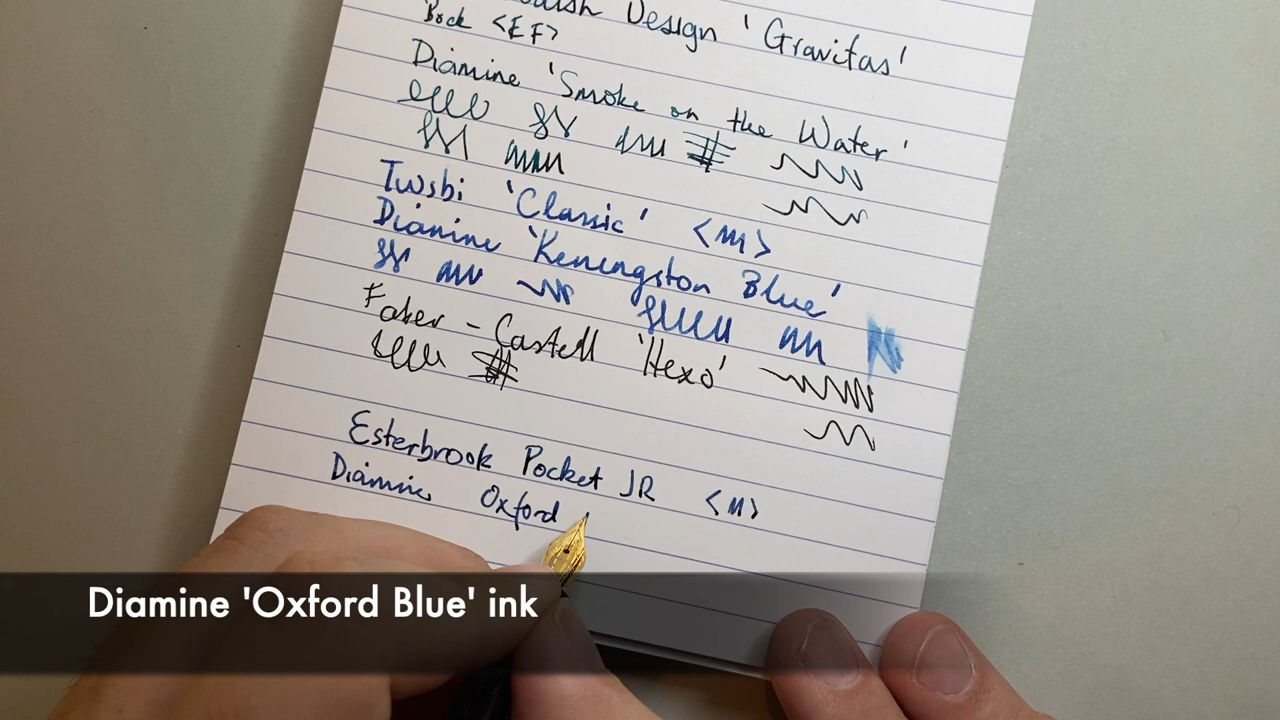 Design 'Gravitas'
Bock <EF>
Diamine 'Smoke on the Water'
Twsbi 'Classic' <M>
Diamine 'Kenengston Blue'
Faber - Castell 'Hexo'
Esterbrook Pocket JR <M>
Diamine Oxford
Diamine 'Oxford Blue' ink